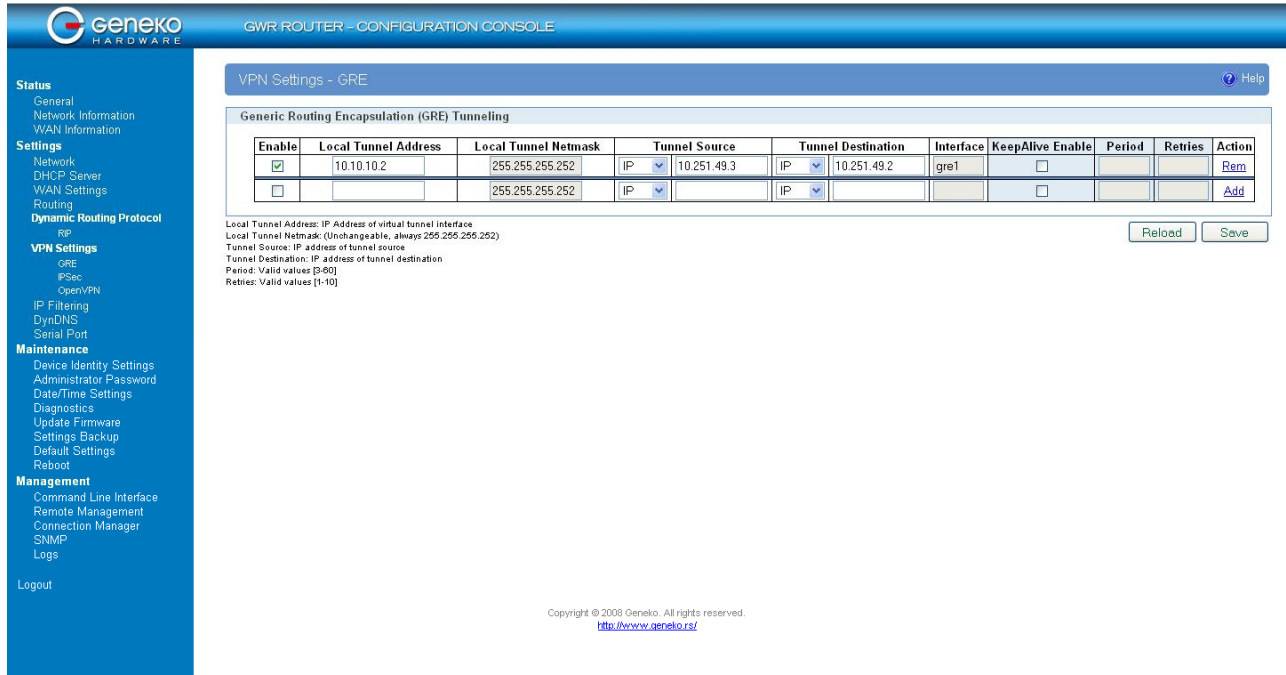 Geneko
HARDWARE
GWR ROUTER – CONFIGURATION CONSOLE
Status
General
Network Information
WAN Information
Settings
Network
DHCP Server
WAN Settings
Routing
Dynamic Routing Protocol
RIP
VPN Settings
GRE
IPSec
OpenVPN
IP Filtering
DynDNS
Serial Port
Maintenance
Device Identity Settings
Administrator Password
Date/Time Settings
Diagnostics
Update Firmware
Settings Backup
Default Settings
Reboot
Management
Command Line Interface
Remote Management
Connection Manager
SNMP
Logs
Logout
VPN Settings - GRE
? Help
Generic Routing Encapsulation (GRE) Tunneling
Enable Local Tunnel Address Local Tunnel Netmask Tunnel Source Tunnel Destination Interface KeepAlive Enable Period Retries Action
10.10.10.2 255.255.255.252 IP 10.251.49.3 IP 10.251.49.2 gre1 Rem
255.255.255.252 IP IP Add
Local Tunnel Address: IP Address of virtual tunnel interface
Local Tunnel Netmask: (Unchangeable, always 255.255.255.252)
Tunnel Source: IP address of tunnel source
Tunnel Destination: IP address of tunnel destination
Period: Valid values [3-60]
Retries: Valid values [1-10]
Reload Save
Copyright © 2008 Geneko. All rights reserved.
http://www.geneko.rs/